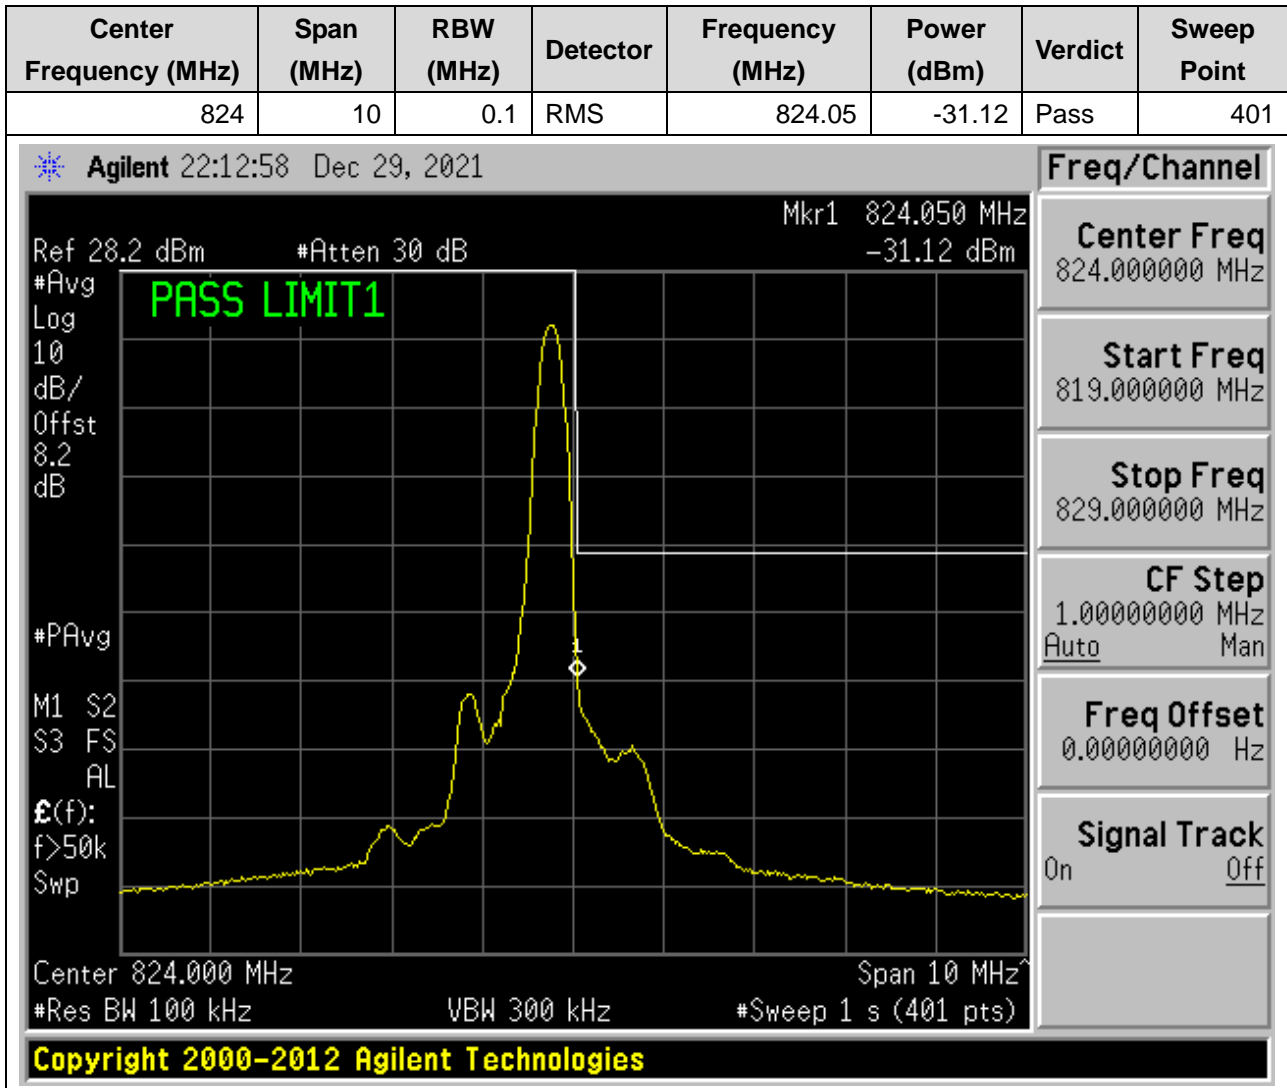 Center Frequency (MHz) Span (MHz) RBW (MHz) Detector Frequency (MHz) Power (dBm) Verdict Sweep Point
824 10 0.1 RMS 824.05 -31.12 Pass 401
Agilent 22:12:58 Dec 29, 2021
Freq/Channel
Mkr1 824.050 MHz
Ref 28.2 dBm #Atten 30 dB -31.12 dBm
#Avg
Log
10
dB/
Offst
8.2
dB
PASS LIMIT1
1
#PAvg
M1 S2
S3 FS
AL
£(f):
f>50k
Swp
Center 824.000 MHz Span 10 MHz^
#Res BW 100 kHz VBW 300 kHz #Sweep 1 s (401 pts)
Center Freq
824.000000 MHz
Start Freq
819.000000 MHz
Stop Freq
829.000000 MHz
CF Step
1.00000000 MHz
Auto Man
Freq Offset
0.00000000 Hz
Signal Track
On Off
Copyright 2000-2012 Agilent Technologies